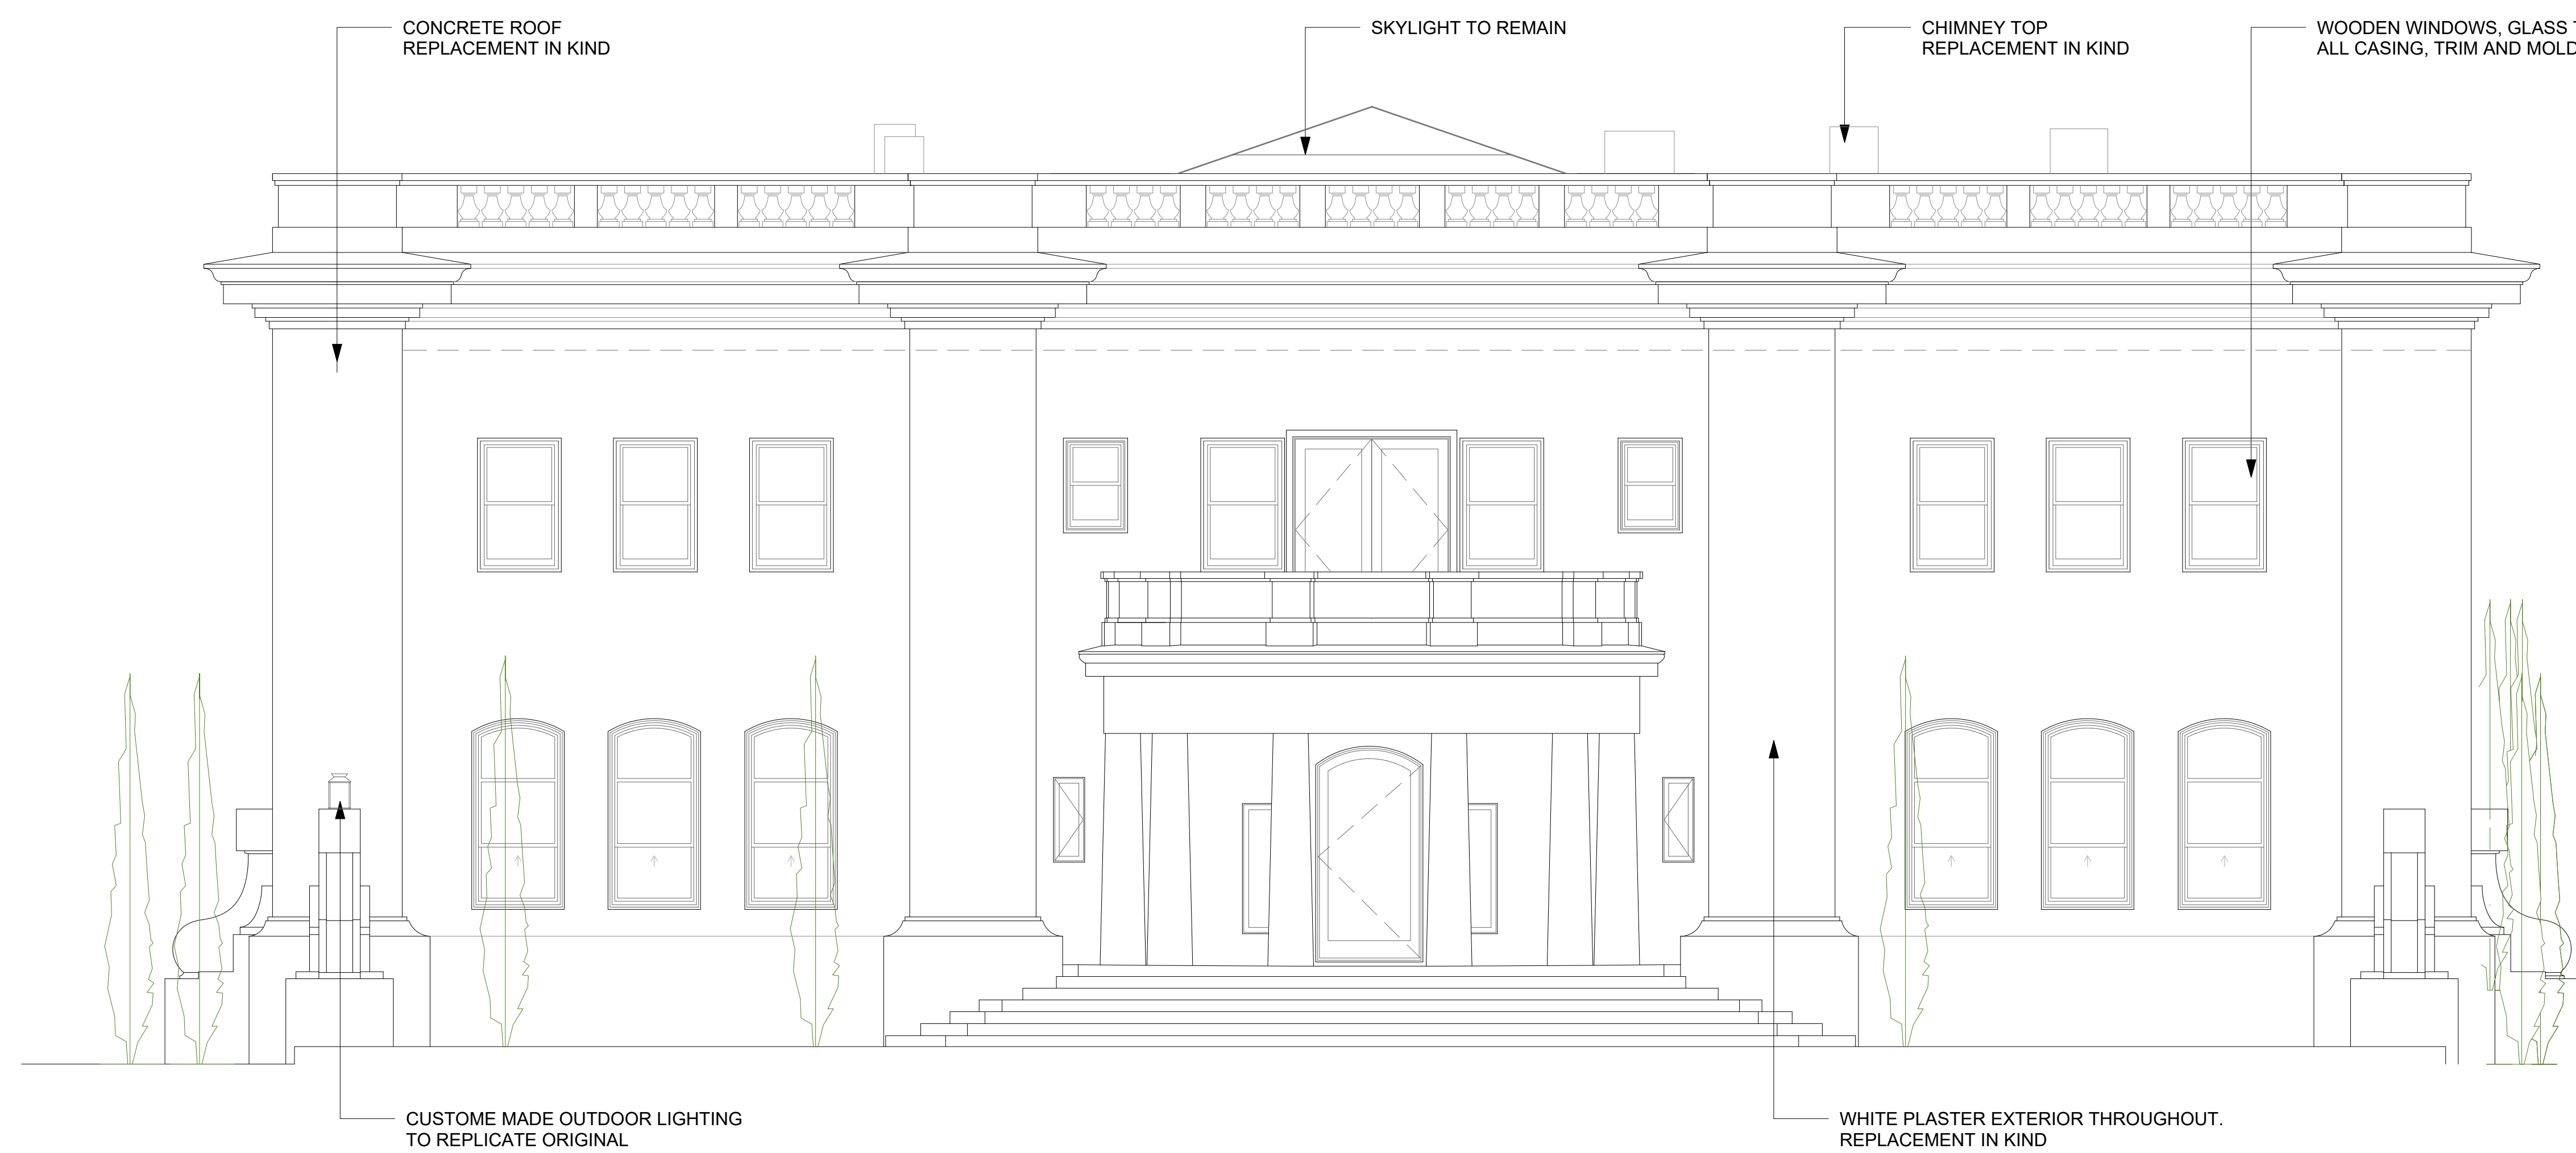 CONCRETE ROOF
REPLACEMENT IN KIND
SKYLIGHT TO REMAIN
CHIMNEY TOP
REPLACEMENT IN KIND
WOODEN WINDOWS, GLASS
ALL CASING, TRIM AND
CUSTOME MADE OUTDOOR LIGHTING
TO REPLICATE ORIGINAL
WHITE PLASTER EXTERIOR THROUGHOUT.
REPLACEMENT IN KIND